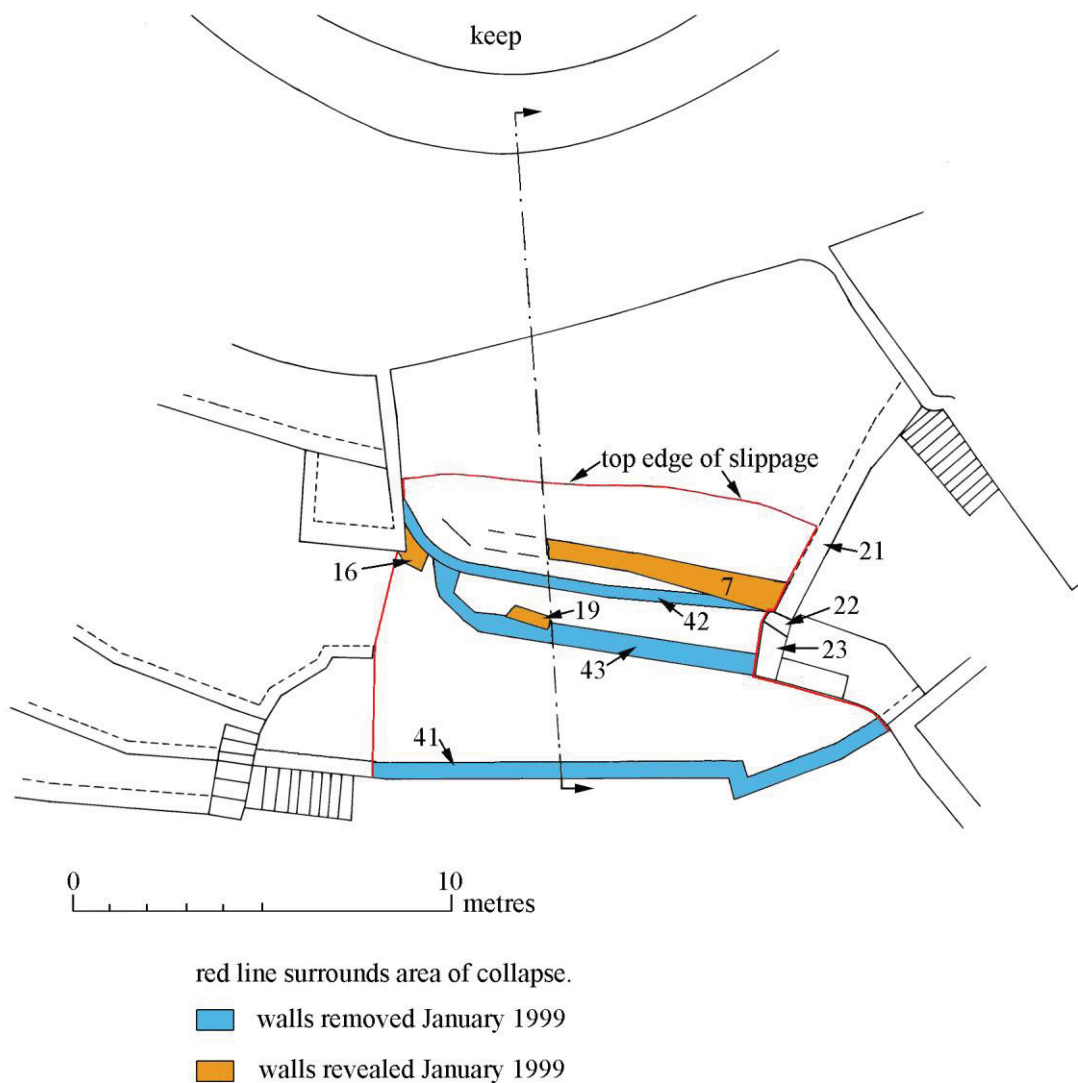 keep
top edge of slippage
21
16
7
22
19
42
23
43
41
0
10
metres
red line surrounds area of collapse.
walls removed January 1999
walls revealed January 1999